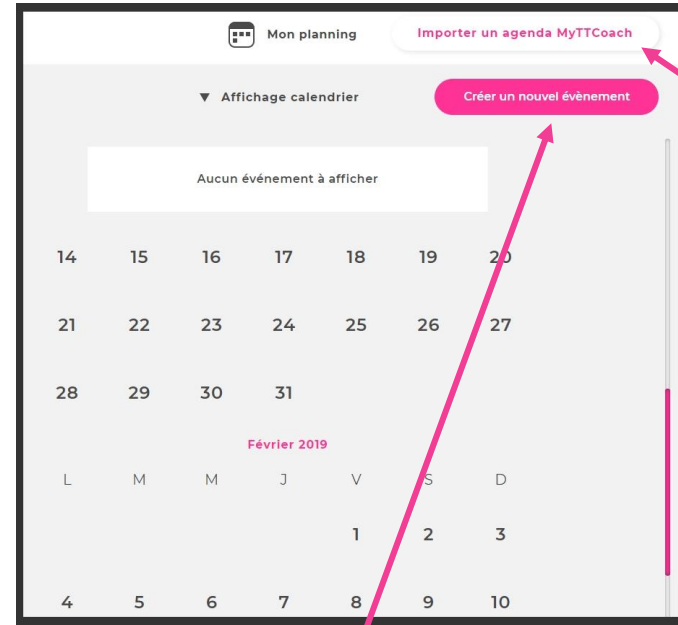 Mon planning Importer un agenda MyTTCoach
▼ Affichage calendrier Créer un nouvel évènement
Aucun événement à afficher
14 15 16 17 18 19 20
21 22 23 24 25 26 27
28 29 30 31
Février 2019
L M M J V S D
1 2 3
4 5 6 7 8 9 10